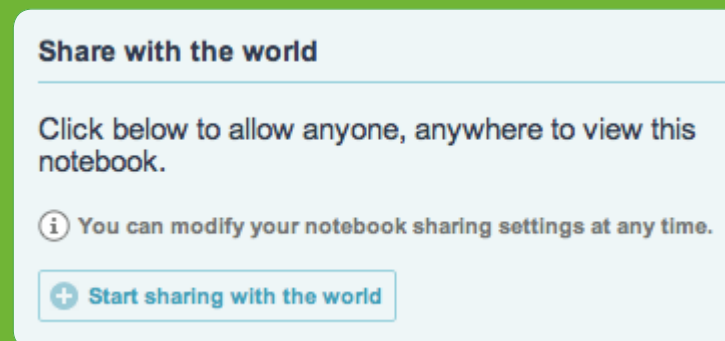 Share with the world
Click below to allow anyone, anywhere to view this
notebook.
You can modify your notebook sharing settings at any time.
Start sharing with the world